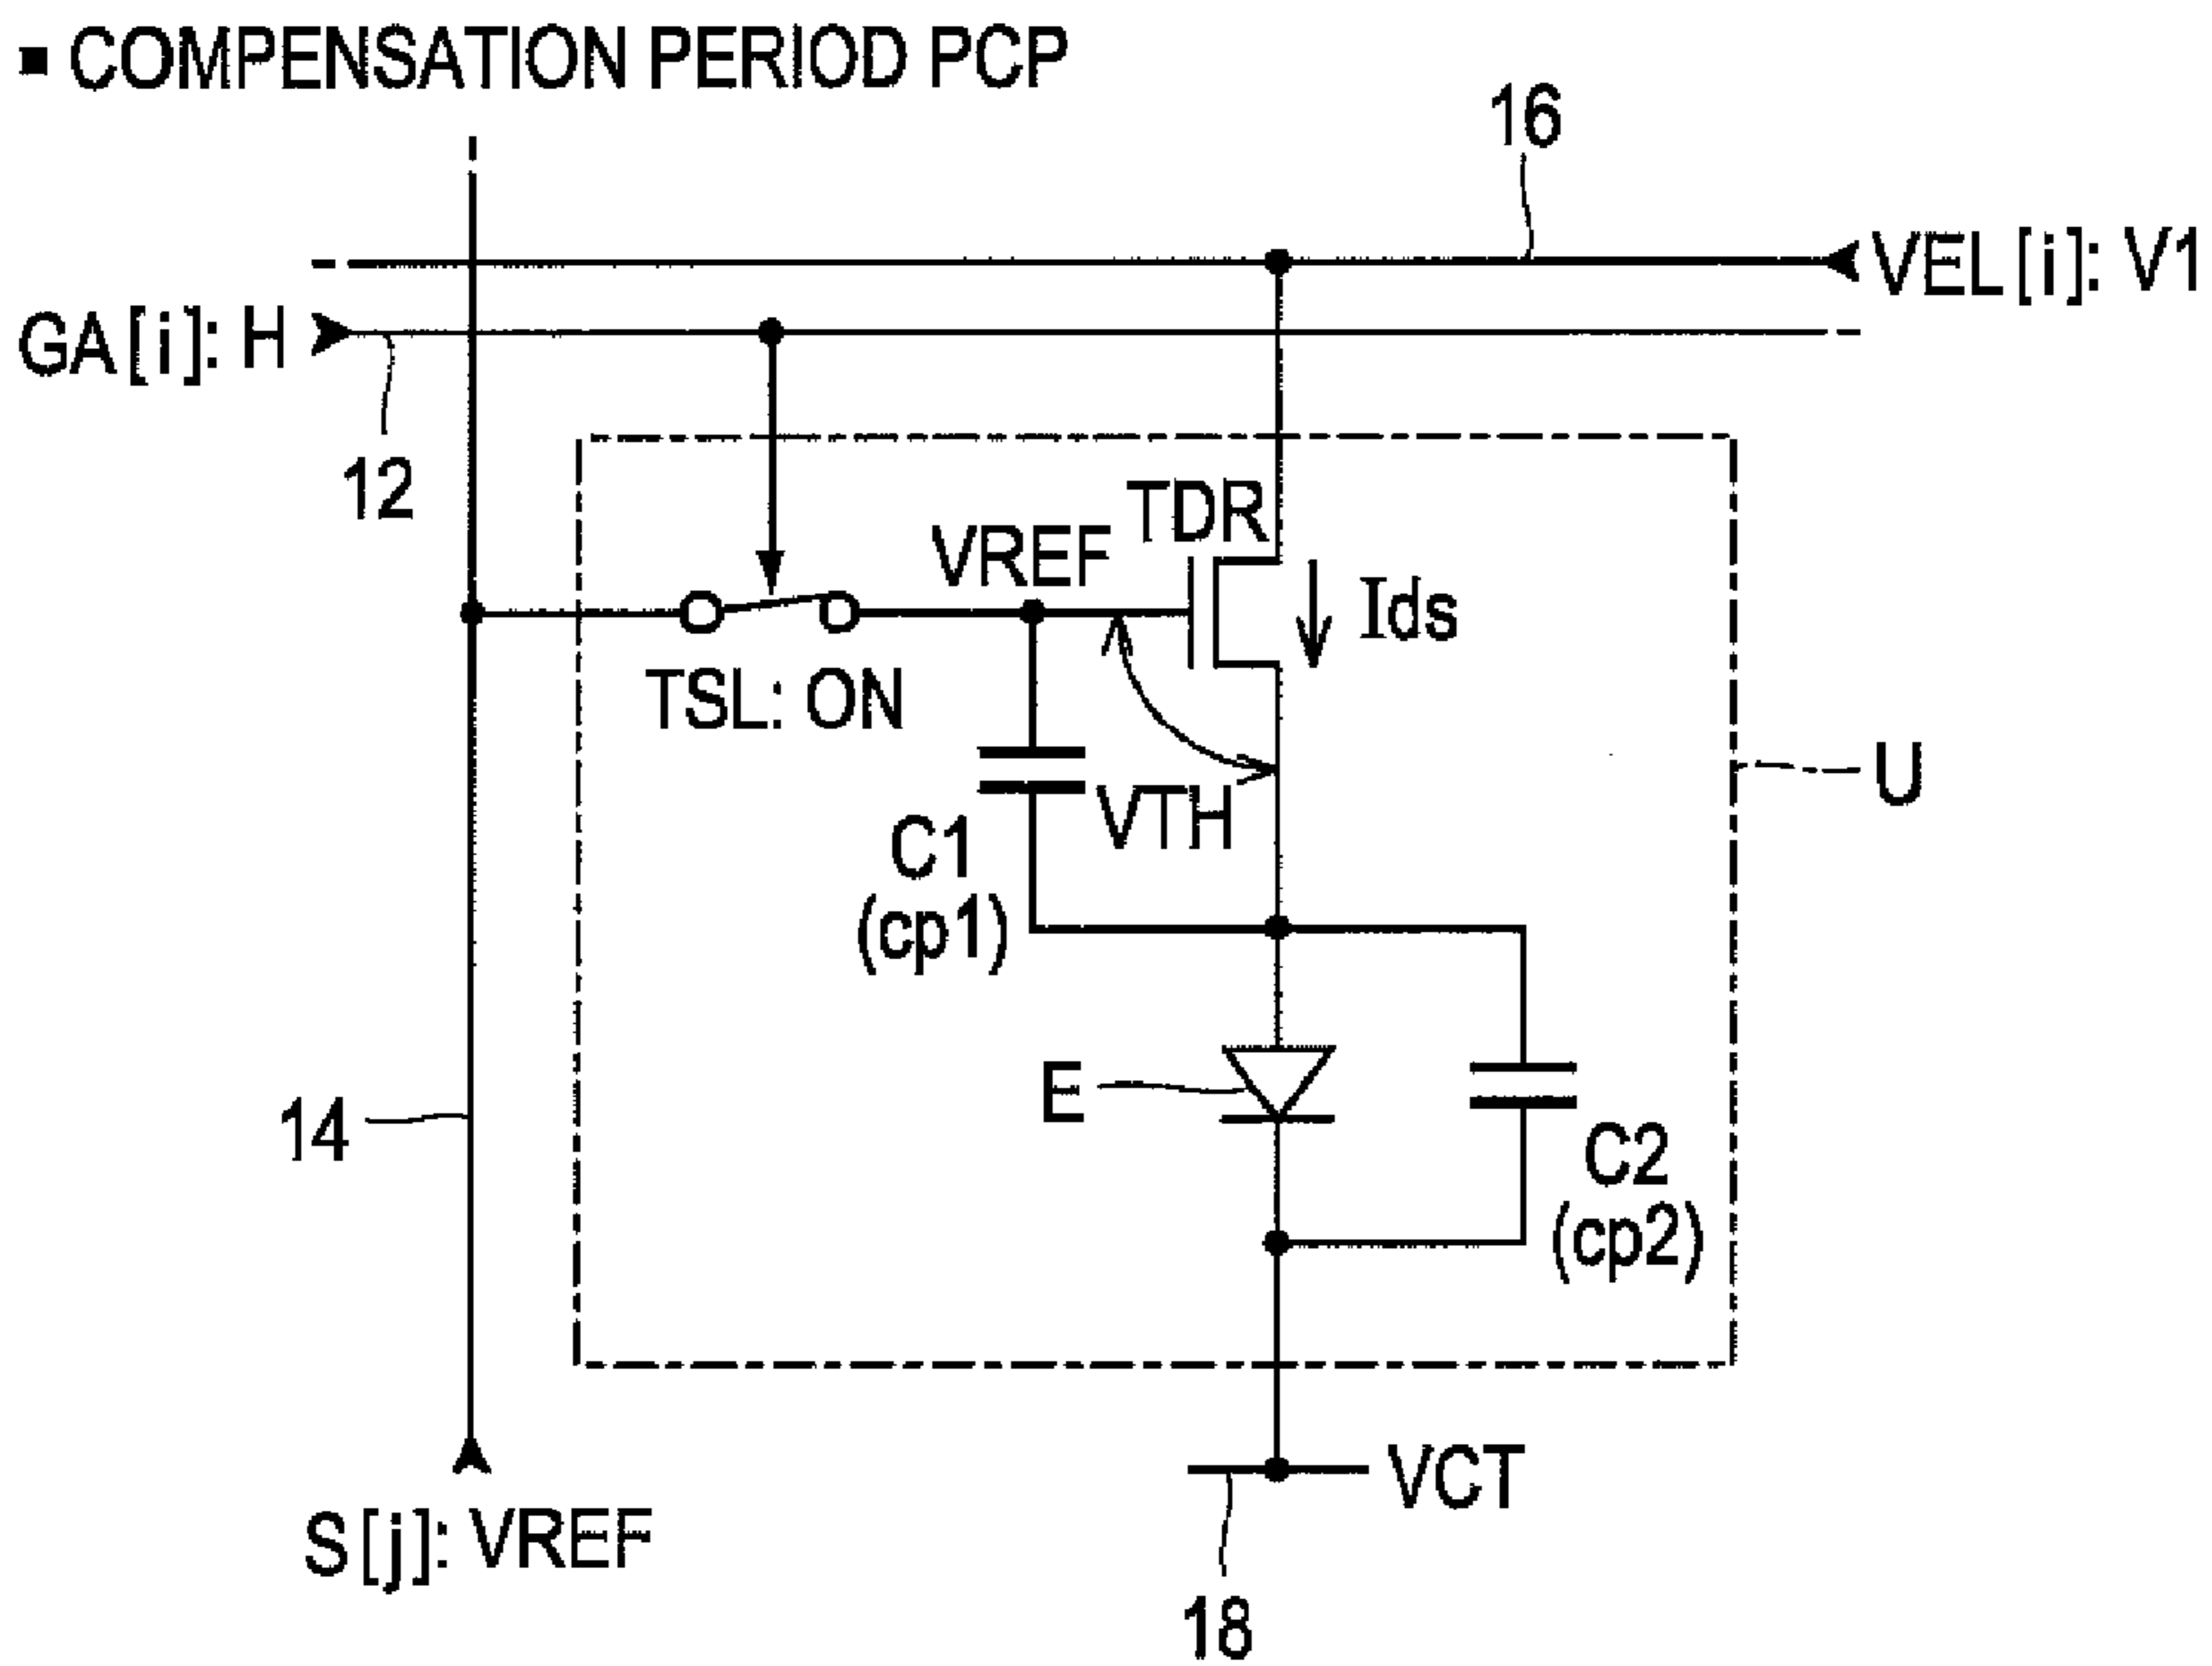 ▪ COMPENSATION PERIOD PCP
16
VEL[i]: V1
GA[i]: H
12
TDR
VREF
Ids
TSL: ON
U
VTH
C1
(cp1)
E
14
C2
(cp2)
VCT
S[j]: VREF
18